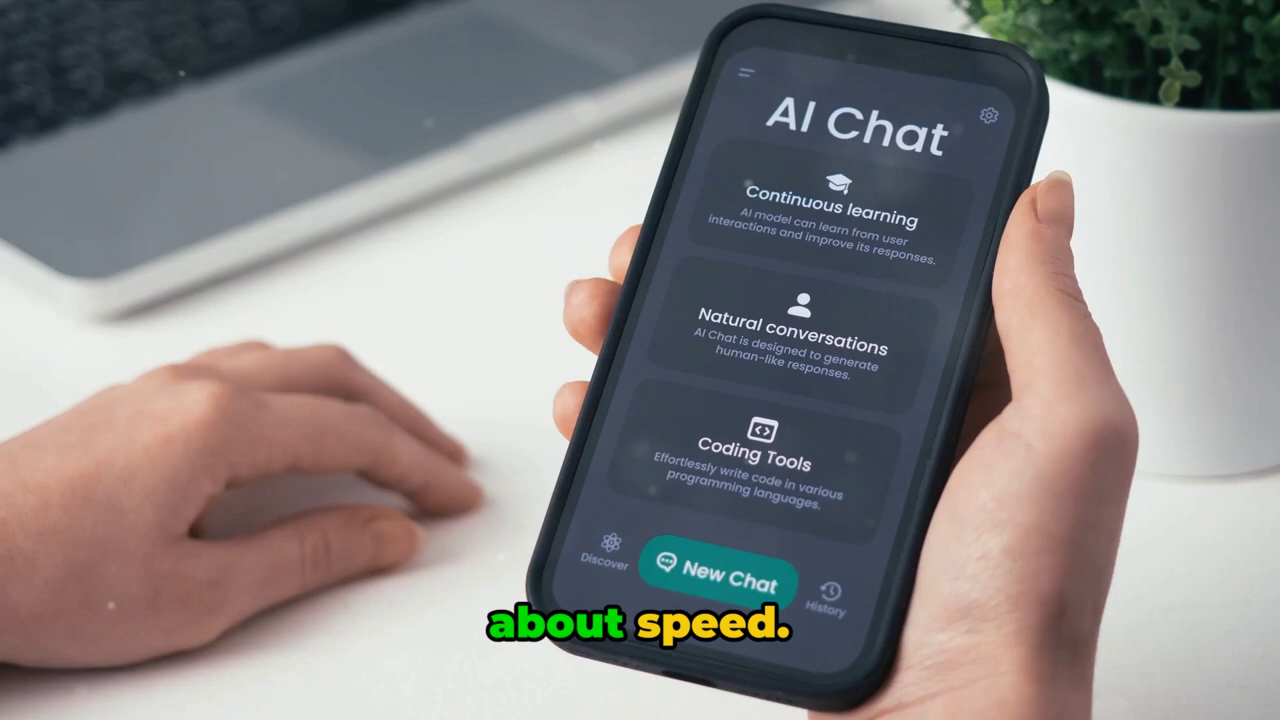 AI Chat
Continuous learning
AI model can learn from user
interactions and improve its responses.
Natural conversations
AI Chat is designed to generate
human-like responses.
Coding Tools
Effortlessly write code in various
programming languages.
Discover
New Chat
History
about speed.